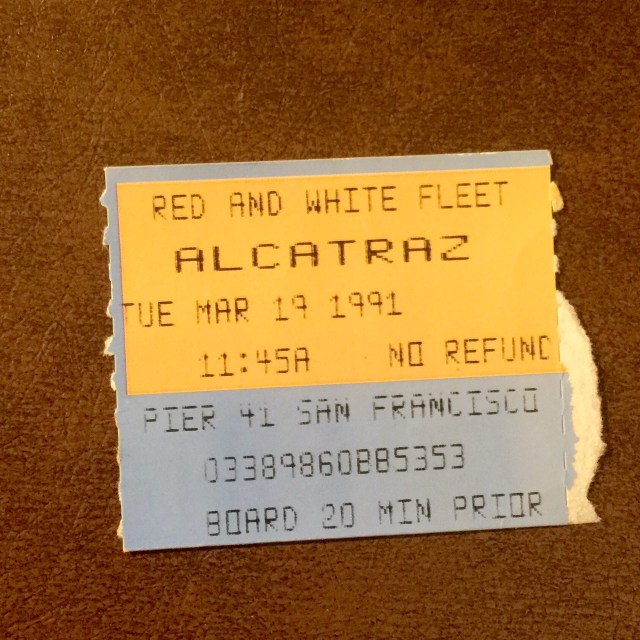 RED AND WHITE FLEET
ALCATRAZ
TUE MAR 19 1991
11:45A NO REFUND
PIER 41 SAN FRANCISCO
03389860BB5353
BOARD 20 MIN PRIOR